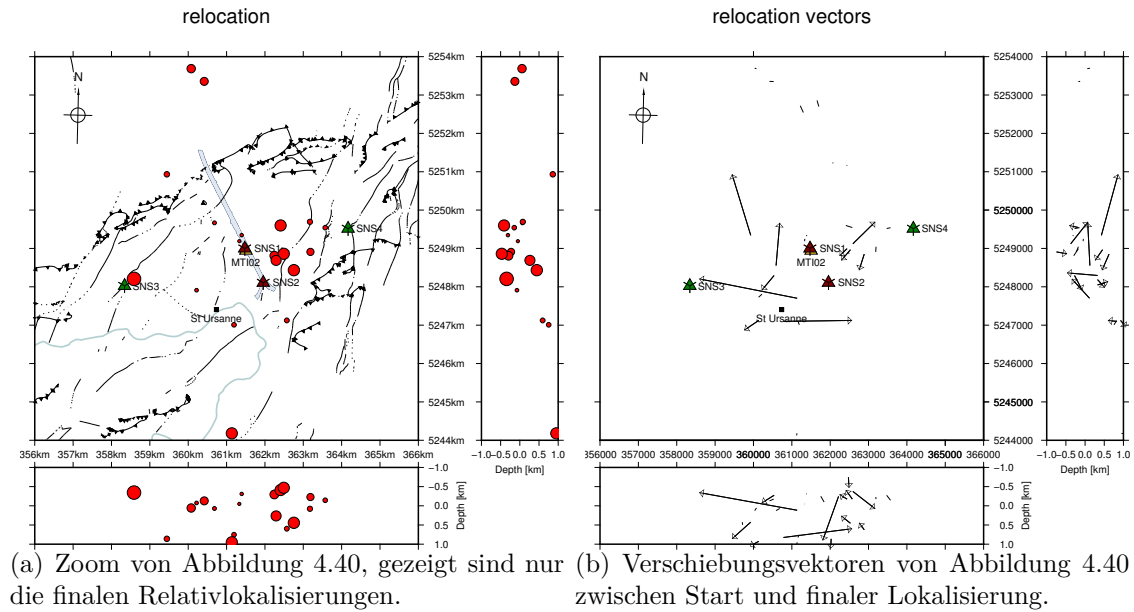 relocation
relocation vectors
5254km
5253km
5252km
5251km
5250km
5249km
5248km
5247km
5246km
5245km
5244km
N
SNS4
SNS1
MTI02
SNS2
SNS3
St Ursanne
356km 357km 358km 359km 360km 361km 362km 363km 364km 365km 366km
−1.0 −0.5 0.0 0.5 1.0
Depth [km]
−1.0
−0.5
0.0
0.5
1.0
Depth [km]
5254000
5253000
5252000
5251000
5250000
5249000
5248000
5247000
5246000
5245000
5244000
N
SNS4
SNS1
MTI02
SNS2
SNS3
St Ursanne
356000 358000 360000 361000 362000 363000 364000 365000 366000
−1.0 −0.5 0.0 0.5 1.0
Depth [km]
−1.0
−0.5
0.0
0.5
1.0
Depth [km]
(a) Zoom von Abbildung 4.40, gezeigt sind nur
die finalen Relativlokalisierungen.
(b) Verschiebungsvektoren von Abbildung 4.40
zwischen Start und finaler Lokalisierung.